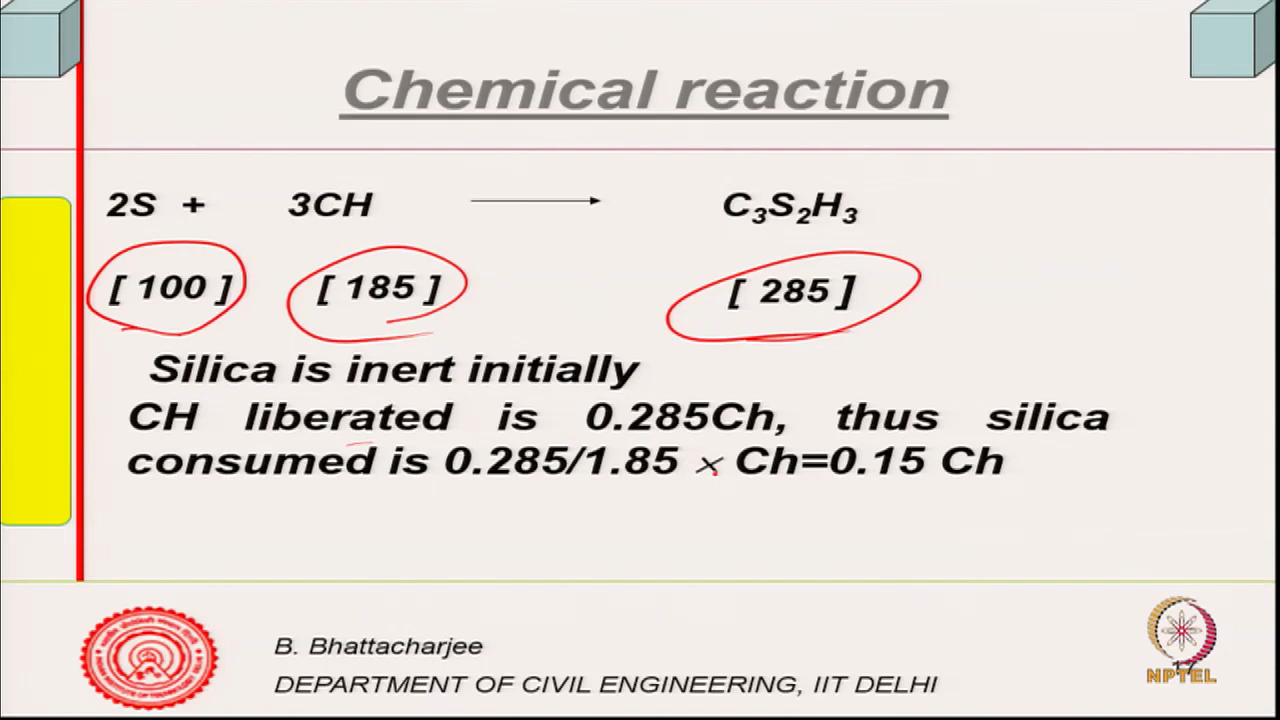 Chemical reaction
2S + 3CH → C₃S₂H₃
[ 100 ] [ 185 ] [ 285 ]
Silica is inert initially
CH liberated is 0.285Ch, thus silica
consumed is 0.285/1.85 × Ch=0.15 Ch
B. Bhattacharjee
DEPARTMENT OF CIVIL ENGINEERING, IIT DELHI
NPTEL